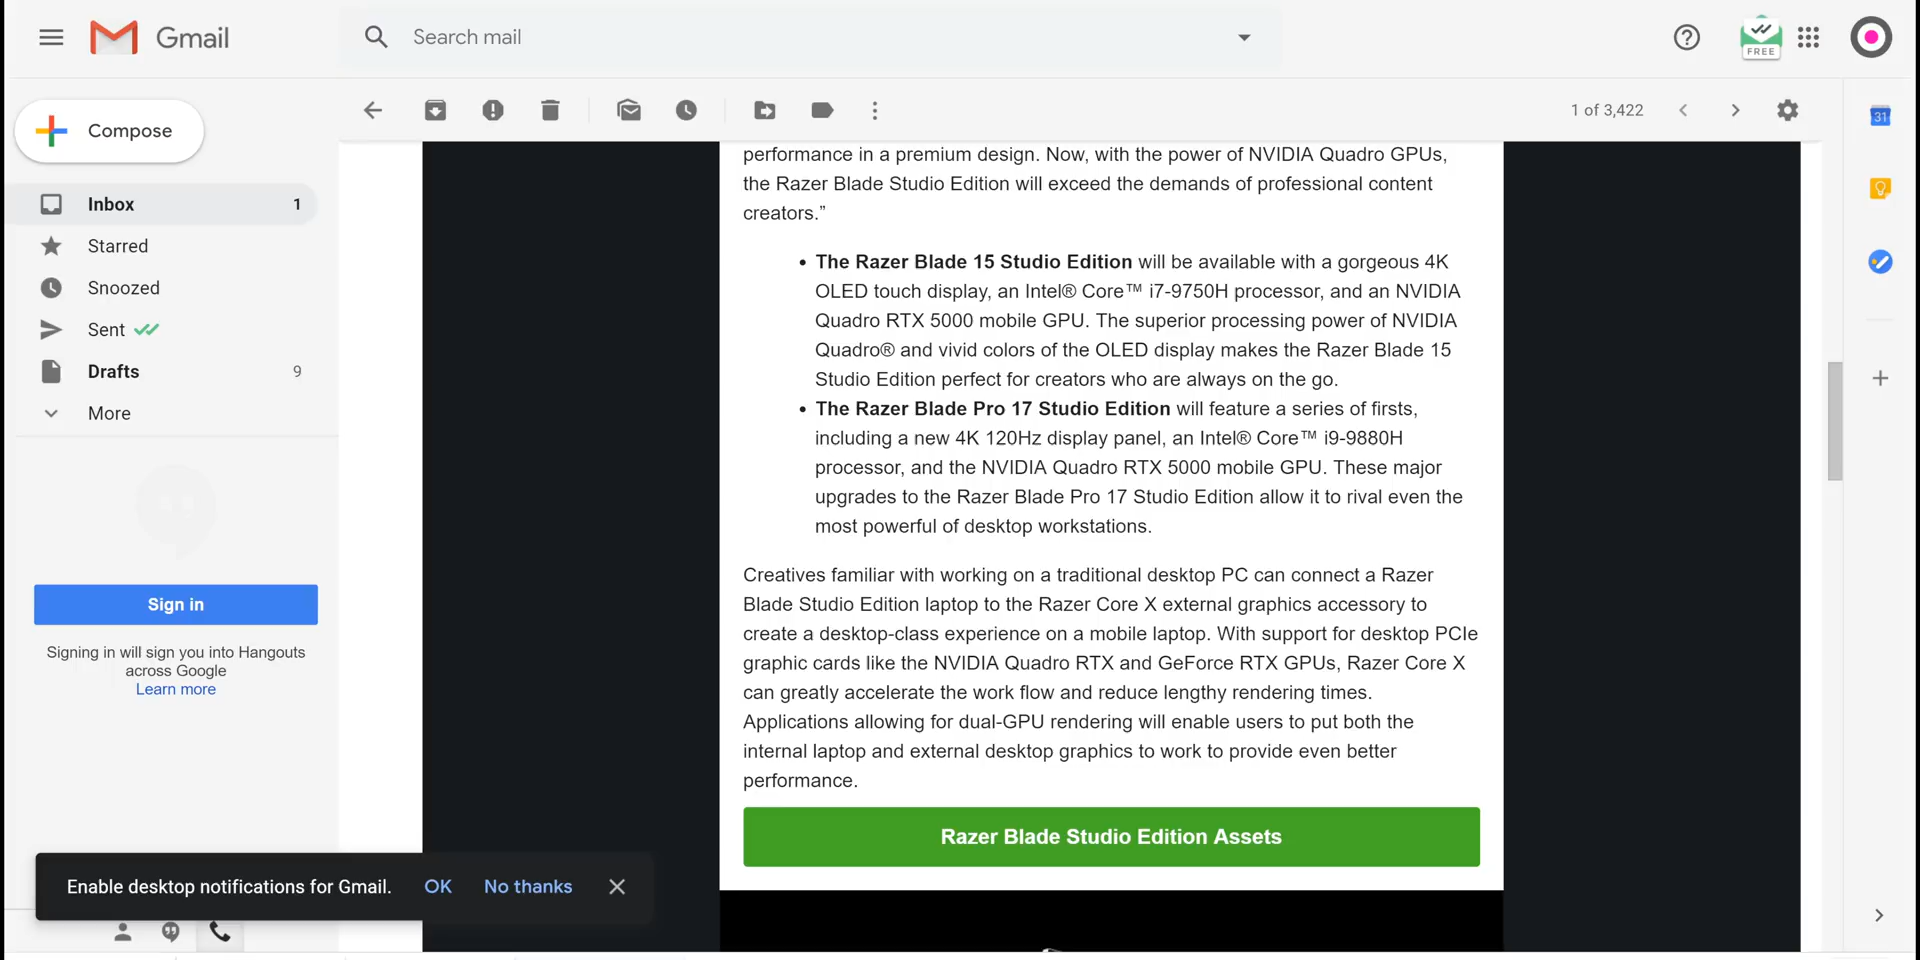 Gmail
Search mail
FREE
Compose
1 of 3,422
31
Inbox 1
Starred
Snoozed
Sent
Drafts 9
More
Sign in
Signing in will sign you into Hangouts
across Google
Learn more
performance in a premium design. Now, with the power of NVIDIA Quadro GPUs,
the Razer Blade Studio Edition will exceed the demands of professional content
creators.”
• The Razer Blade 15 Studio Edition will be available with a gorgeous 4K
OLED touch display, an Intel® Core™ i7-9750H processor, and an NVIDIA
Quadro RTX 5000 mobile GPU. The superior processing power of NVIDIA
Quadro® and vivid colors of the OLED display makes the Razer Blade 15
Studio Edition perfect for creators who are always on the go.
• The Razer Blade Pro 17 Studio Edition will feature a series of firsts,
including a new 4K 120Hz display panel, an Intel® Core™ i9-9880H
processor, and the NVIDIA Quadro RTX 5000 mobile GPU. These major
upgrades to the Razer Blade Pro 17 Studio Edition allow it to rival even the
most powerful of desktop workstations.
Creatives familiar with working on a traditional desktop PC can connect a Razer
Blade Studio Edition laptop to the Razer Core X external graphics accessory to
create a desktop-class experience on a mobile laptop. With support for desktop PCIe
graphic cards like the NVIDIA Quadro RTX and GeForce RTX GPUs, Razer Core X
can greatly accelerate the work flow and reduce lengthy rendering times.
Applications allowing for dual-GPU rendering will enable users to put both the
internal laptop and external desktop graphics to work to provide even better
performance.
Razer Blade Studio Edition Assets
Enable desktop notifications for Gmail. OK No thanks